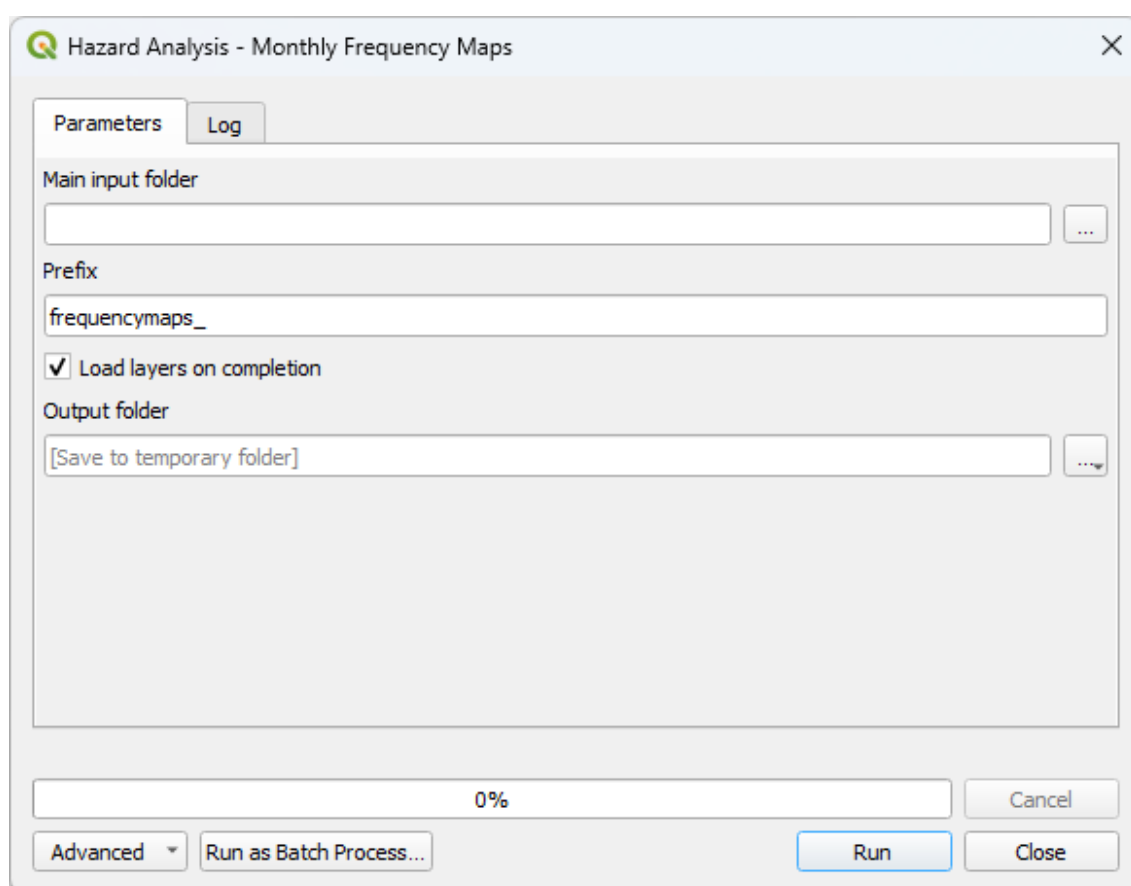 Hazard Analysis - Monthly Frequency Maps
Parameters Log
Main input folder
...
Prefix
frequencymaps_
Load layers on completion
Output folder
[Save to temporary folder] ...
0% Cancel
Advanced Run as Batch Process... Run Close